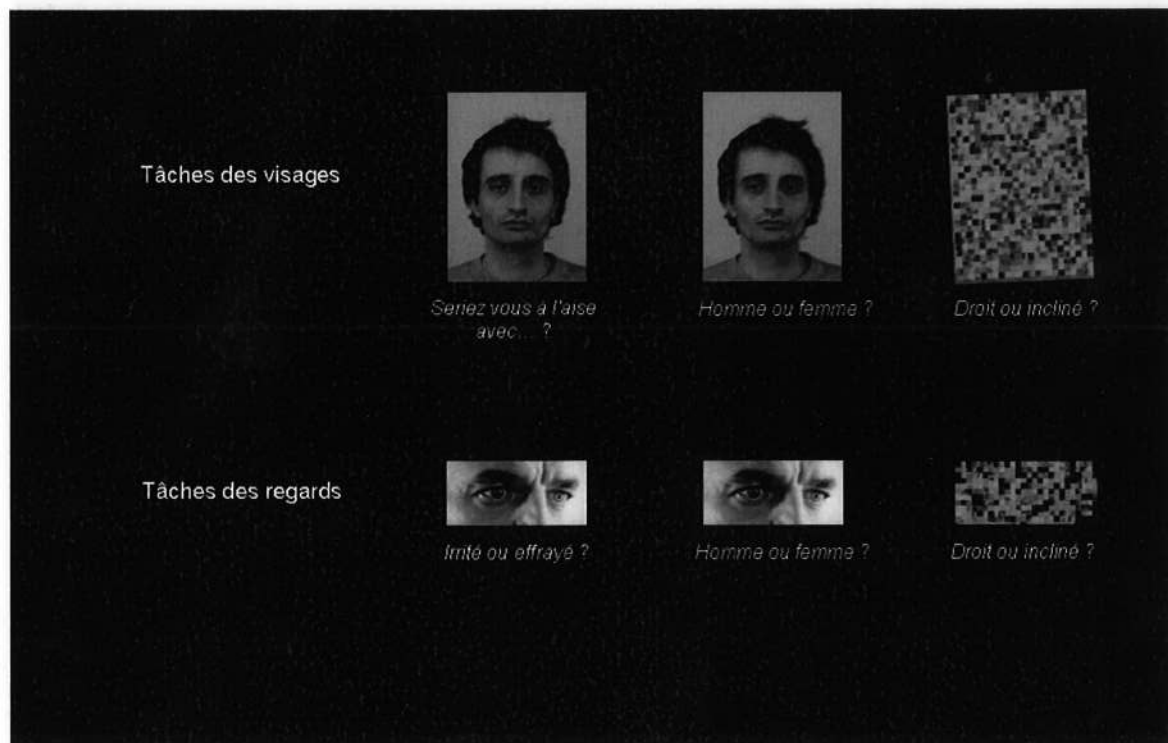 Tâches des visages
Seriez vous à l'aise
avec... ?
Homme ou femme ?
Droit ou incliné ?
Tâches des regards
Irrité ou effrayé ?
Homme ou femme ?
Droit ou incliné ?